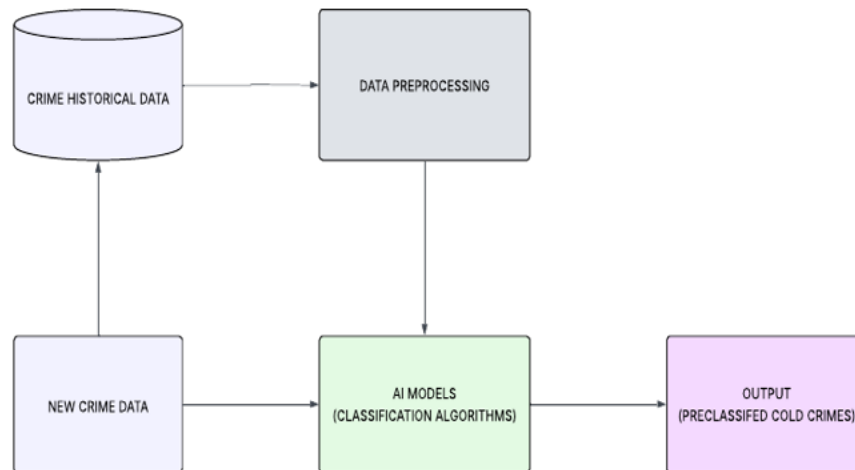 CRIME HISTORICAL DATA
DATA PREPROCESSING
NEW CRIME DATA
AI MODELS
(CLASSIFICATION ALGORITHMS)
OUTPUT
(PRECLASSIFED COLD CRIMES)